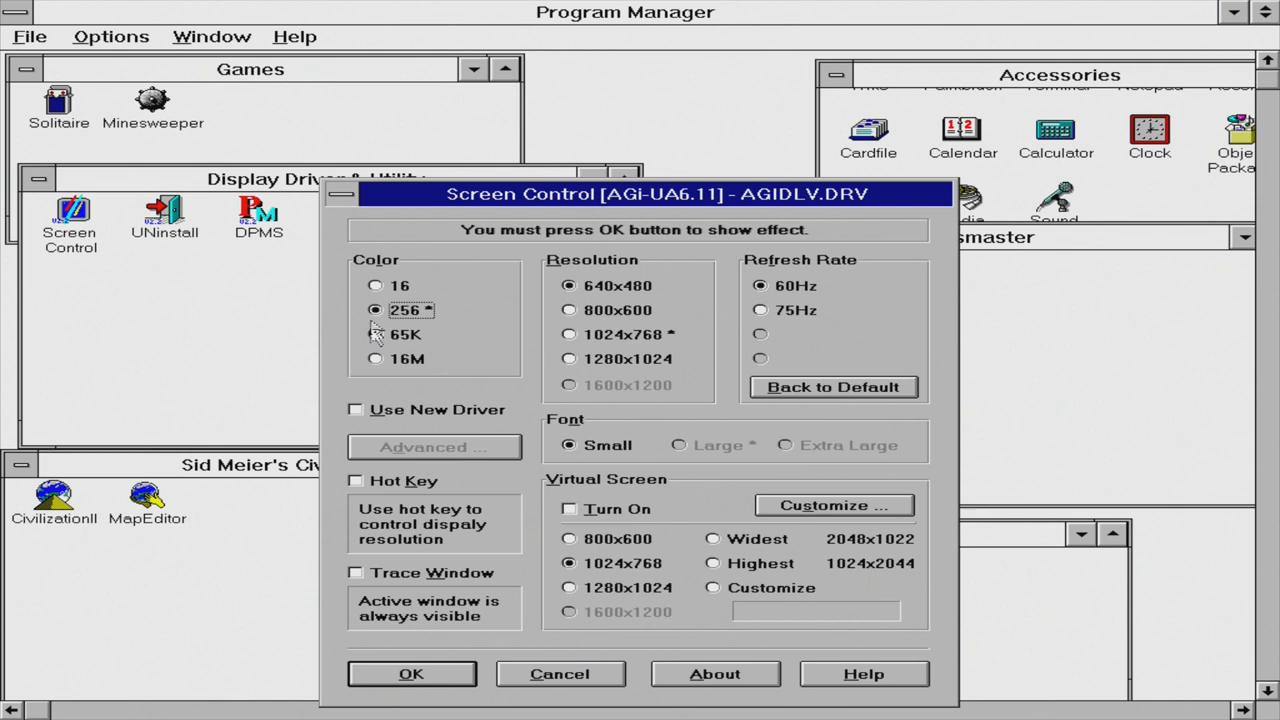 Program Manager
File Options Window Help
Games
Solitaire Minesweeper
Accessories
Cardfile Calendar Calculator Clock
Sound
Display Driver & Utility
Screen Control
UNinstall
DPMS
Screen Control [AGi-UA6.11] - AGIDLV.DRV
You must press OK button to show effect.
Color
16
256 *
65K
16M
Resolution
640x480
800x600
1024x768 *
1280x1024
1600x1200
Refresh Rate
60Hz
75Hz
Back to Default
Use New Driver
Advanced ...
Font
Small Large * Extra Large
Hot Key
Use hot key to
control dispaly
resolution
Trace Window
Active window is
always visible
Virtual Screen
Turn On
Customize ...
800x600
1024x768
1280x1024
1600x1200
Widest 2048x1022
Highest 1024x2044
Customize
OK Cancel About Help
Sid Meier's Ci
CivilizationII MapEditor
smaster